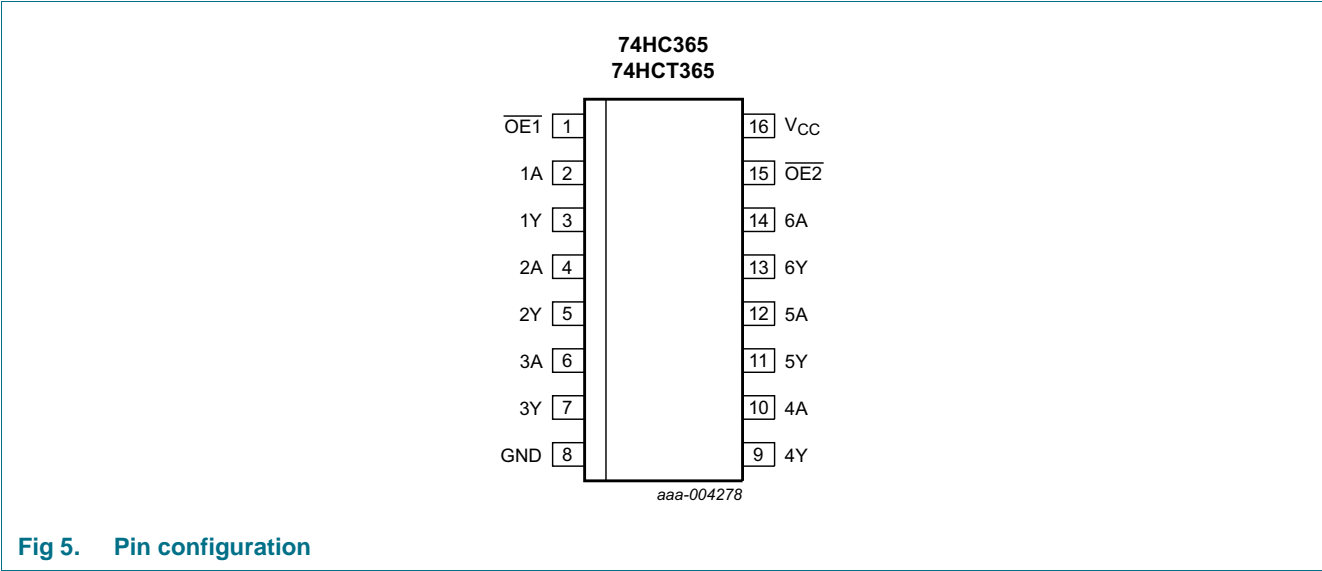 74HC365
74HCT365
OE1 1 16 VCC
1A 2 15 OE2
1Y 3 14 6A
2A 4 13 6Y
2Y 5 12 5A
3A 6 11 5Y
3Y 7 10 4A
GND 8 9 4Y
aaa-004278
Fig 5. Pin configuration